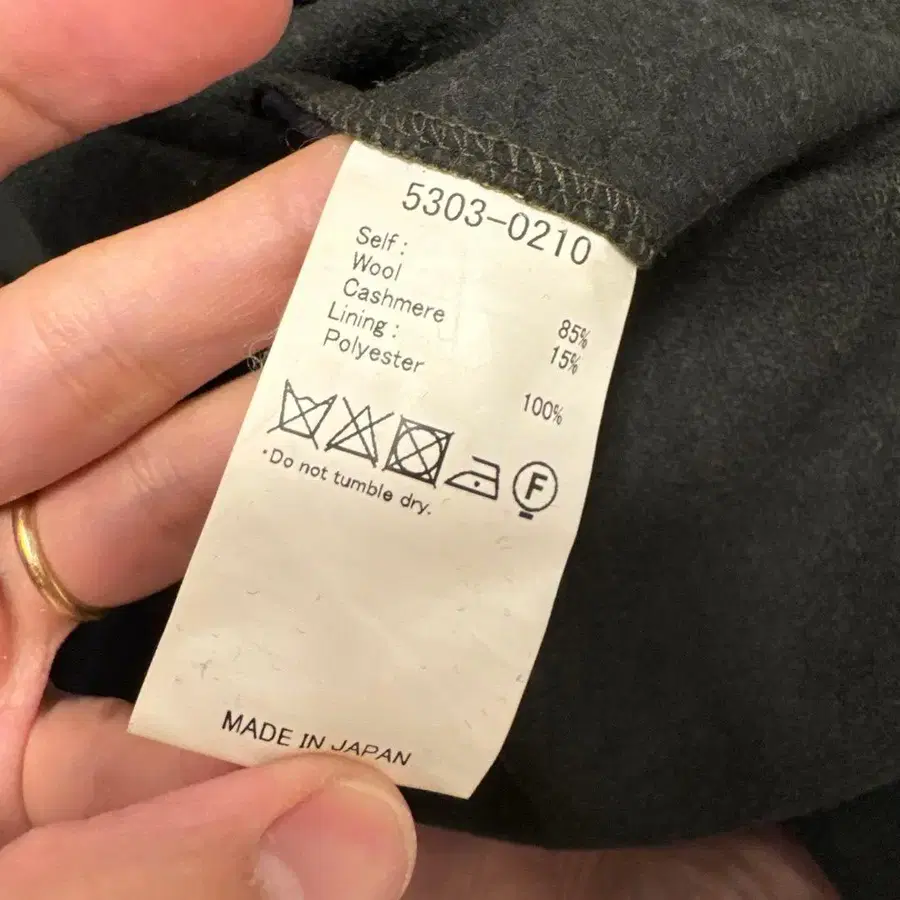 5303-0210
Self:
Wool 85%
Cashmere 15%
Lining:
Polyester 100%
F
*Do not tumble dry.
MADE IN JAPAN